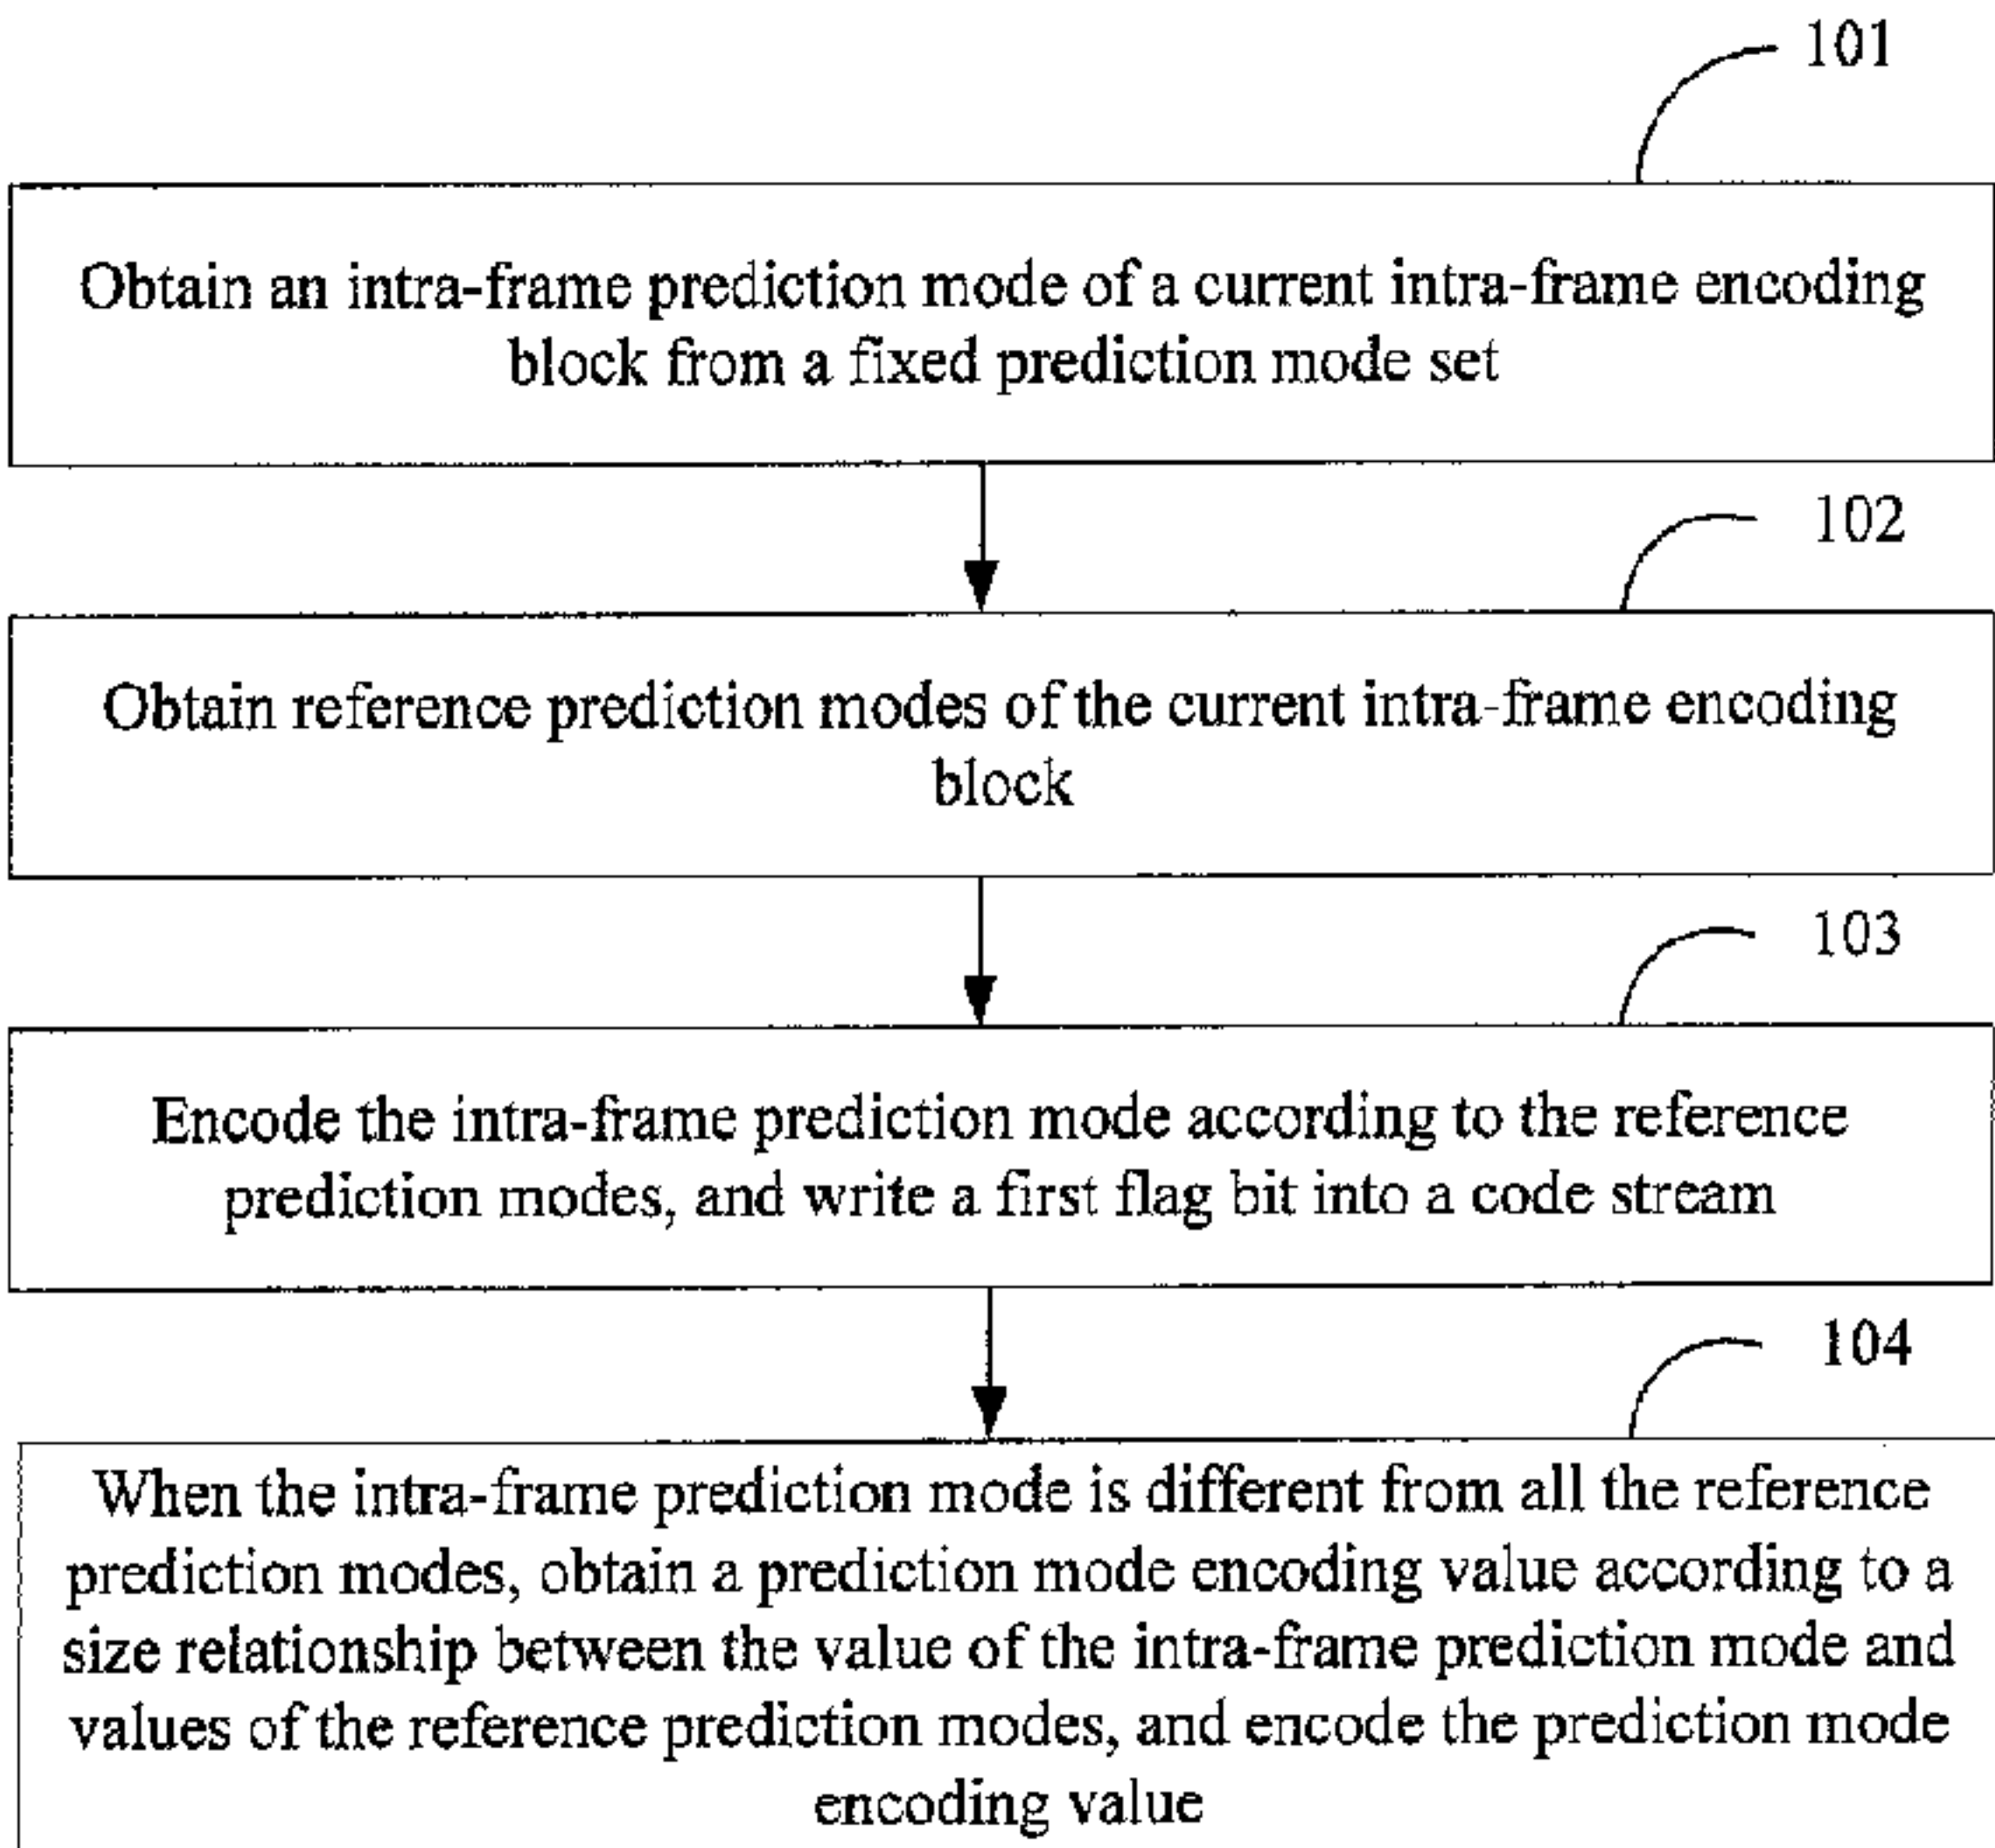 101
Obtain an intra-frame prediction mode of a current intra-frame encoding
block from a fixed prediction mode set
102
Obtain reference prediction modes of the current intra-frame encoding
block
103
Encode the intra-frame prediction mode according to the reference
prediction modes, and write a first flag bit into a code stream
104
When the intra-frame prediction mode is different from all the reference
prediction modes, obtain a prediction mode encoding value according to a
size relationship between the value of the intra-frame prediction mode and
values of the reference prediction modes, and encode the prediction mode
encoding value